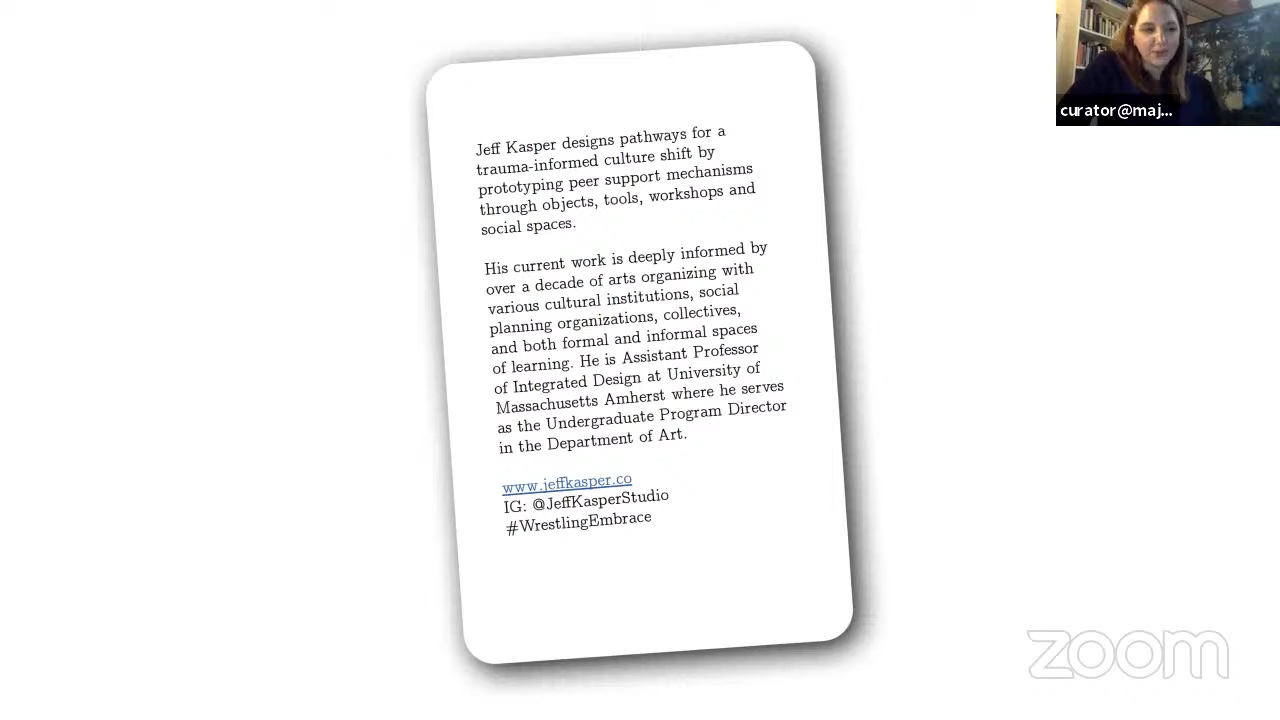 Jeff Kasper designs pathways for a
trauma-informed culture shift by
prototyping peer support mechanisms
through objects, tools, workshops and
social spaces.
His current work is deeply informed by
over a decade of arts organizing with
various cultural institutions, social
planning organizations, collectives,
and both formal and informal spaces
of learning. He is Assistant Professor
of Integrated Design at University of
Massachusetts Amherst where he serves
as the Undergraduate Program Director
in the Department of Art.
www.jeffkasper.co
IG: @JeffKasperStudio
#WrestlingEmbrace
curator@maj...
zoom